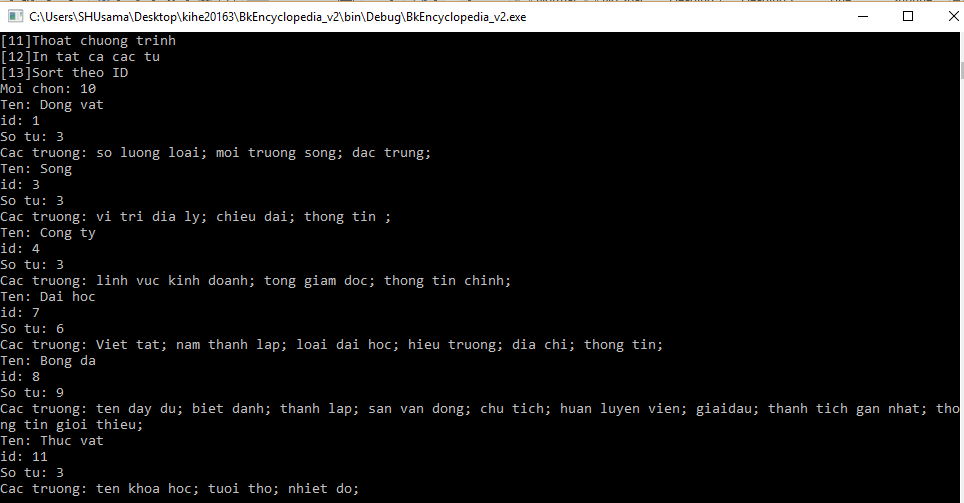 C:\Users\SHUsama\Desktop\kihe20163\BkEncyclopedia_v2\bin\Debug\BkEncyclopedia_v2.exe
[11]Thoat chuong trinh
[12]In tat ca cac tu
[13]Sort theo ID
Moi chon: 10
Ten: Dong vat
id: 1
So tu: 3
Cac truong: so luong loai; moi truong song; dac trung;
Ten: Song
id: 3
So tu: 3
Cac truong: vi tri dia ly; chieu dai; thong tin ;
Ten: Cong ty
id: 4
So tu: 3
Cac truong: linh vuc kinh doanh; tong giam doc; thong tin chinh;
Ten: Dai hoc
id: 7
So tu: 6
Cac truong: Viet tat; nam thanh lap; loai dai hoc; hieu truong; dia chi; thong tin;
Ten: Bong da
id: 8
So tu: 9
Cac truong: ten day du; biet danh; thanh lap; san van dong; chu tich; huan luyen vien; giaidau; thanh tich gan nhat; tho
ng tin gioi thieu;
Ten: Thuc vat
id: 11
So tu: 3
Cac truong: ten khoa hoc; tuoi tho; nhiet do;